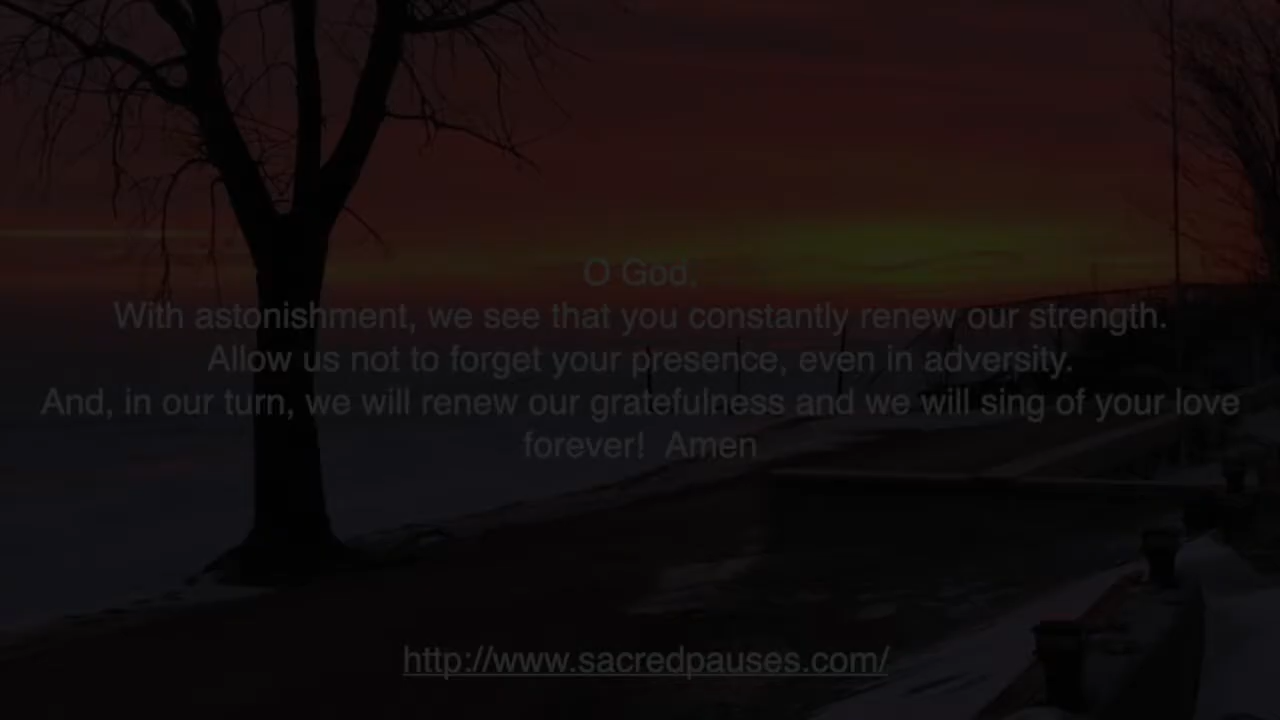 O God,
With astonishment, we see that you constantly renew our strength.
Allow us not to forget your presence, even in adversity.
And, in our turn, we will renew our gratefulness and we will sing of your love
forever!  Amen
http://www.sacredpauses.com/